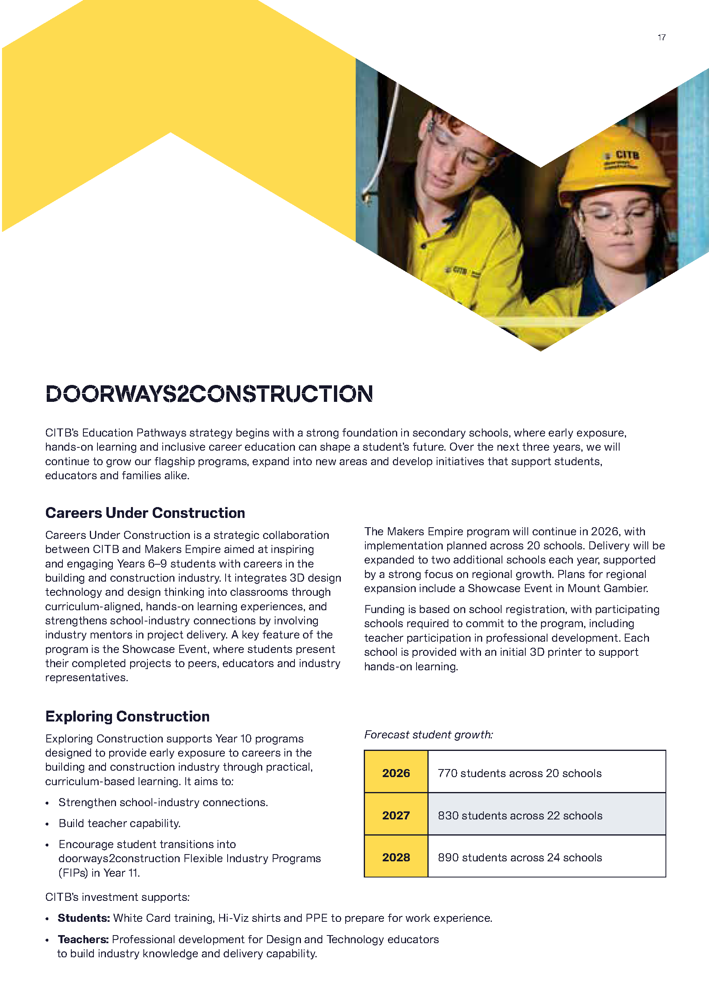 17
CITB
CITB
DOORWAYS2CONSTRUCTION
CITB’s Education Pathways strategy begins with a strong foundation in secondary schools, where early exposure,
hands-on learning and inclusive career education can shape a student’s future. Over the next three years, we will
continue to grow our flagship programs, expand into new areas and develop initiatives that support students,
educators and families alike.
Careers Under Construction
Careers Under Construction is a strategic collaboration
between CITB and Makers Empire aimed at inspiring
and engaging Years 6–9 students with careers in the
building and construction industry. It integrates 3D design
technology and design thinking into classrooms through
curriculum-aligned, hands-on learning experiences, and
strengthens school-industry connections by involving
industry mentors in project delivery. A key feature of the
program is the Showcase Event, where students present
their completed projects to peers, educators and industry
representatives.
The Makers Empire program will continue in 2026, with
implementation planned across 20 schools. Delivery will be
expanded to two additional schools each year, supported
by a strong focus on regional growth. Plans for regional
expansion include a Showcase Event in Mount Gambier.
Funding is based on school registration, with participating
schools required to commit to the program, including
teacher participation in professional development. Each
school is provided with an initial 3D printer to support
hands-on learning.
Exploring Construction
Exploring Construction supports Year 10 programs
designed to provide early exposure to careers in the
building and construction industry through practical,
curriculum-based learning. It aims to:
• Strengthen school-industry connections.
• Build teacher capability.
• Encourage student transitions into
doorways2construction Flexible Industry Programs
(FIPs) in Year 11.
Forecast student growth:
2026 770 students across 20 schools
2027 830 students across 22 schools
2028 890 students across 24 schools
CITB’s investment supports:
• Students: White Card training, Hi-Viz shirts and PPE to prepare for work experience.
• Teachers: Professional development for Design and Technology educators
to build industry knowledge and delivery capability.